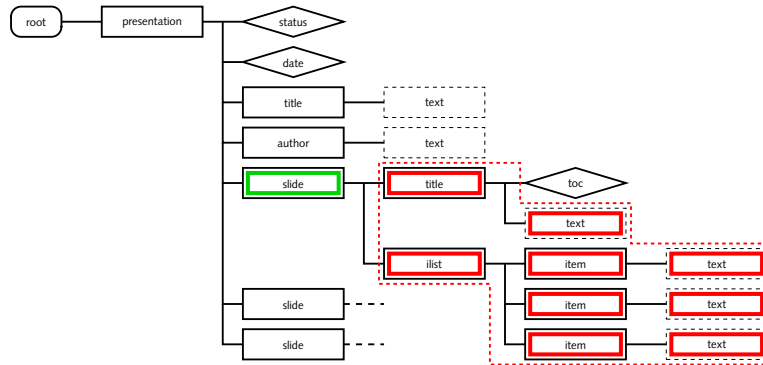 root presentation status
date
title text
author text
slide title toc
text
ilist item text
slide item text
slide item text